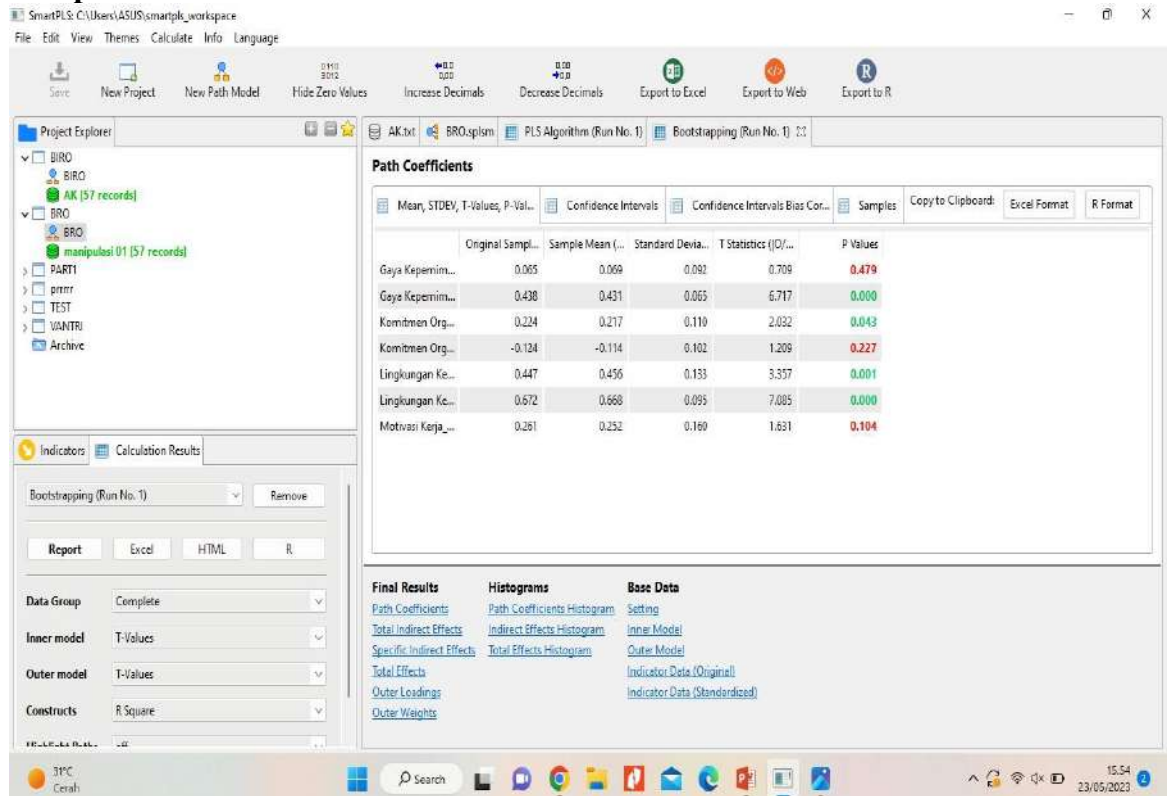 SmartPLS: C:\Users\ASUS\smartpls_workspace
File Edit View Themes Calculate Info Language
Save New Project New Path Model Hide Zero Values Increase Decimals Decrease Decimals Export to Excel Export to Web Export to R
Project Explorer
BIRO
BIRO
AK [57 records]
BRO
BRO
manipulasi 01 [57 records]
PART1
prrrrr
TEST
VANTRI
Archive
AK.txt BRO.splsm PLS Algorithm (Run No. 1) Bootstrapping (Run No. 1)
Path Coefficients
Mean, STDEV, T-Values, P-Val... Confidence Intervals Confidence Intervals Bias Cor... Samples Copy to Clipboard: Excel Format R Format
Original Sampl... Sample Mean (... Standard Devia... T Statistics (|O/... P Values
Gaya Kepemim... 0.065 0.069 0.092 0.709 0.479
Gaya Kepemim... 0.438 0.431 0.065 6.717 0.000
Komitmen Org... 0.224 0.217 0.110 2.032 0.043
Komitmen Org... -0.124 -0.114 0.102 1.209 0.227
Lingkungan Ke... 0.447 0.456 0.133 3.357 0.001
Lingkungan Ke... 0.672 0.668 0.095 7.085 0.000
Motivasi Kerja_... 0.261 0.252 0.160 1.631 0.104
Indicators Calculation Results
Bootstrapping (Run No. 1) Remove
Report Excel HTML R
Data Group Complete
Inner model T-Values
Outer model T-Values
Constructs R Square
Final Results Histograms Base Data
Path Coefficients Path Coefficients Histogram Setting
Total Indirect Effects Indirect Effects Histogram Inner Model
Specific Indirect Effects Total Effects Histogram Outer Model
Total Effects Indicator Data (Original)
Outer Loadings Indicator Data (Standardized)
Outer Weights
31°C
Cerah
Search
15.54
23/05/2023
2